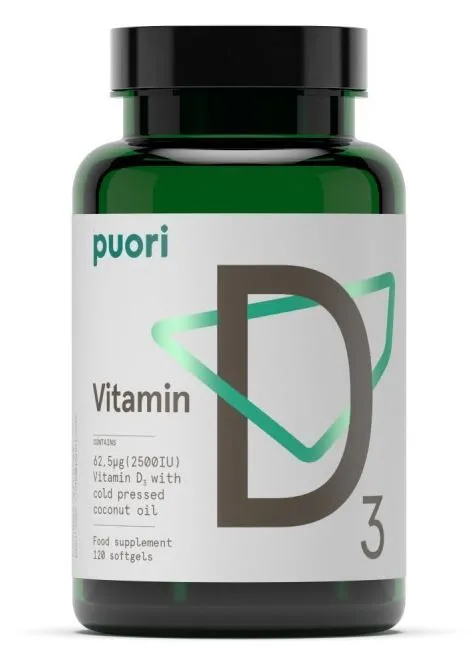 puori
Vitamin
D
3
CONTAINS
62.5µg(2500IU)
Vitamin D₃ with
cold pressed
coconut oil
Food supplement
120 softgels